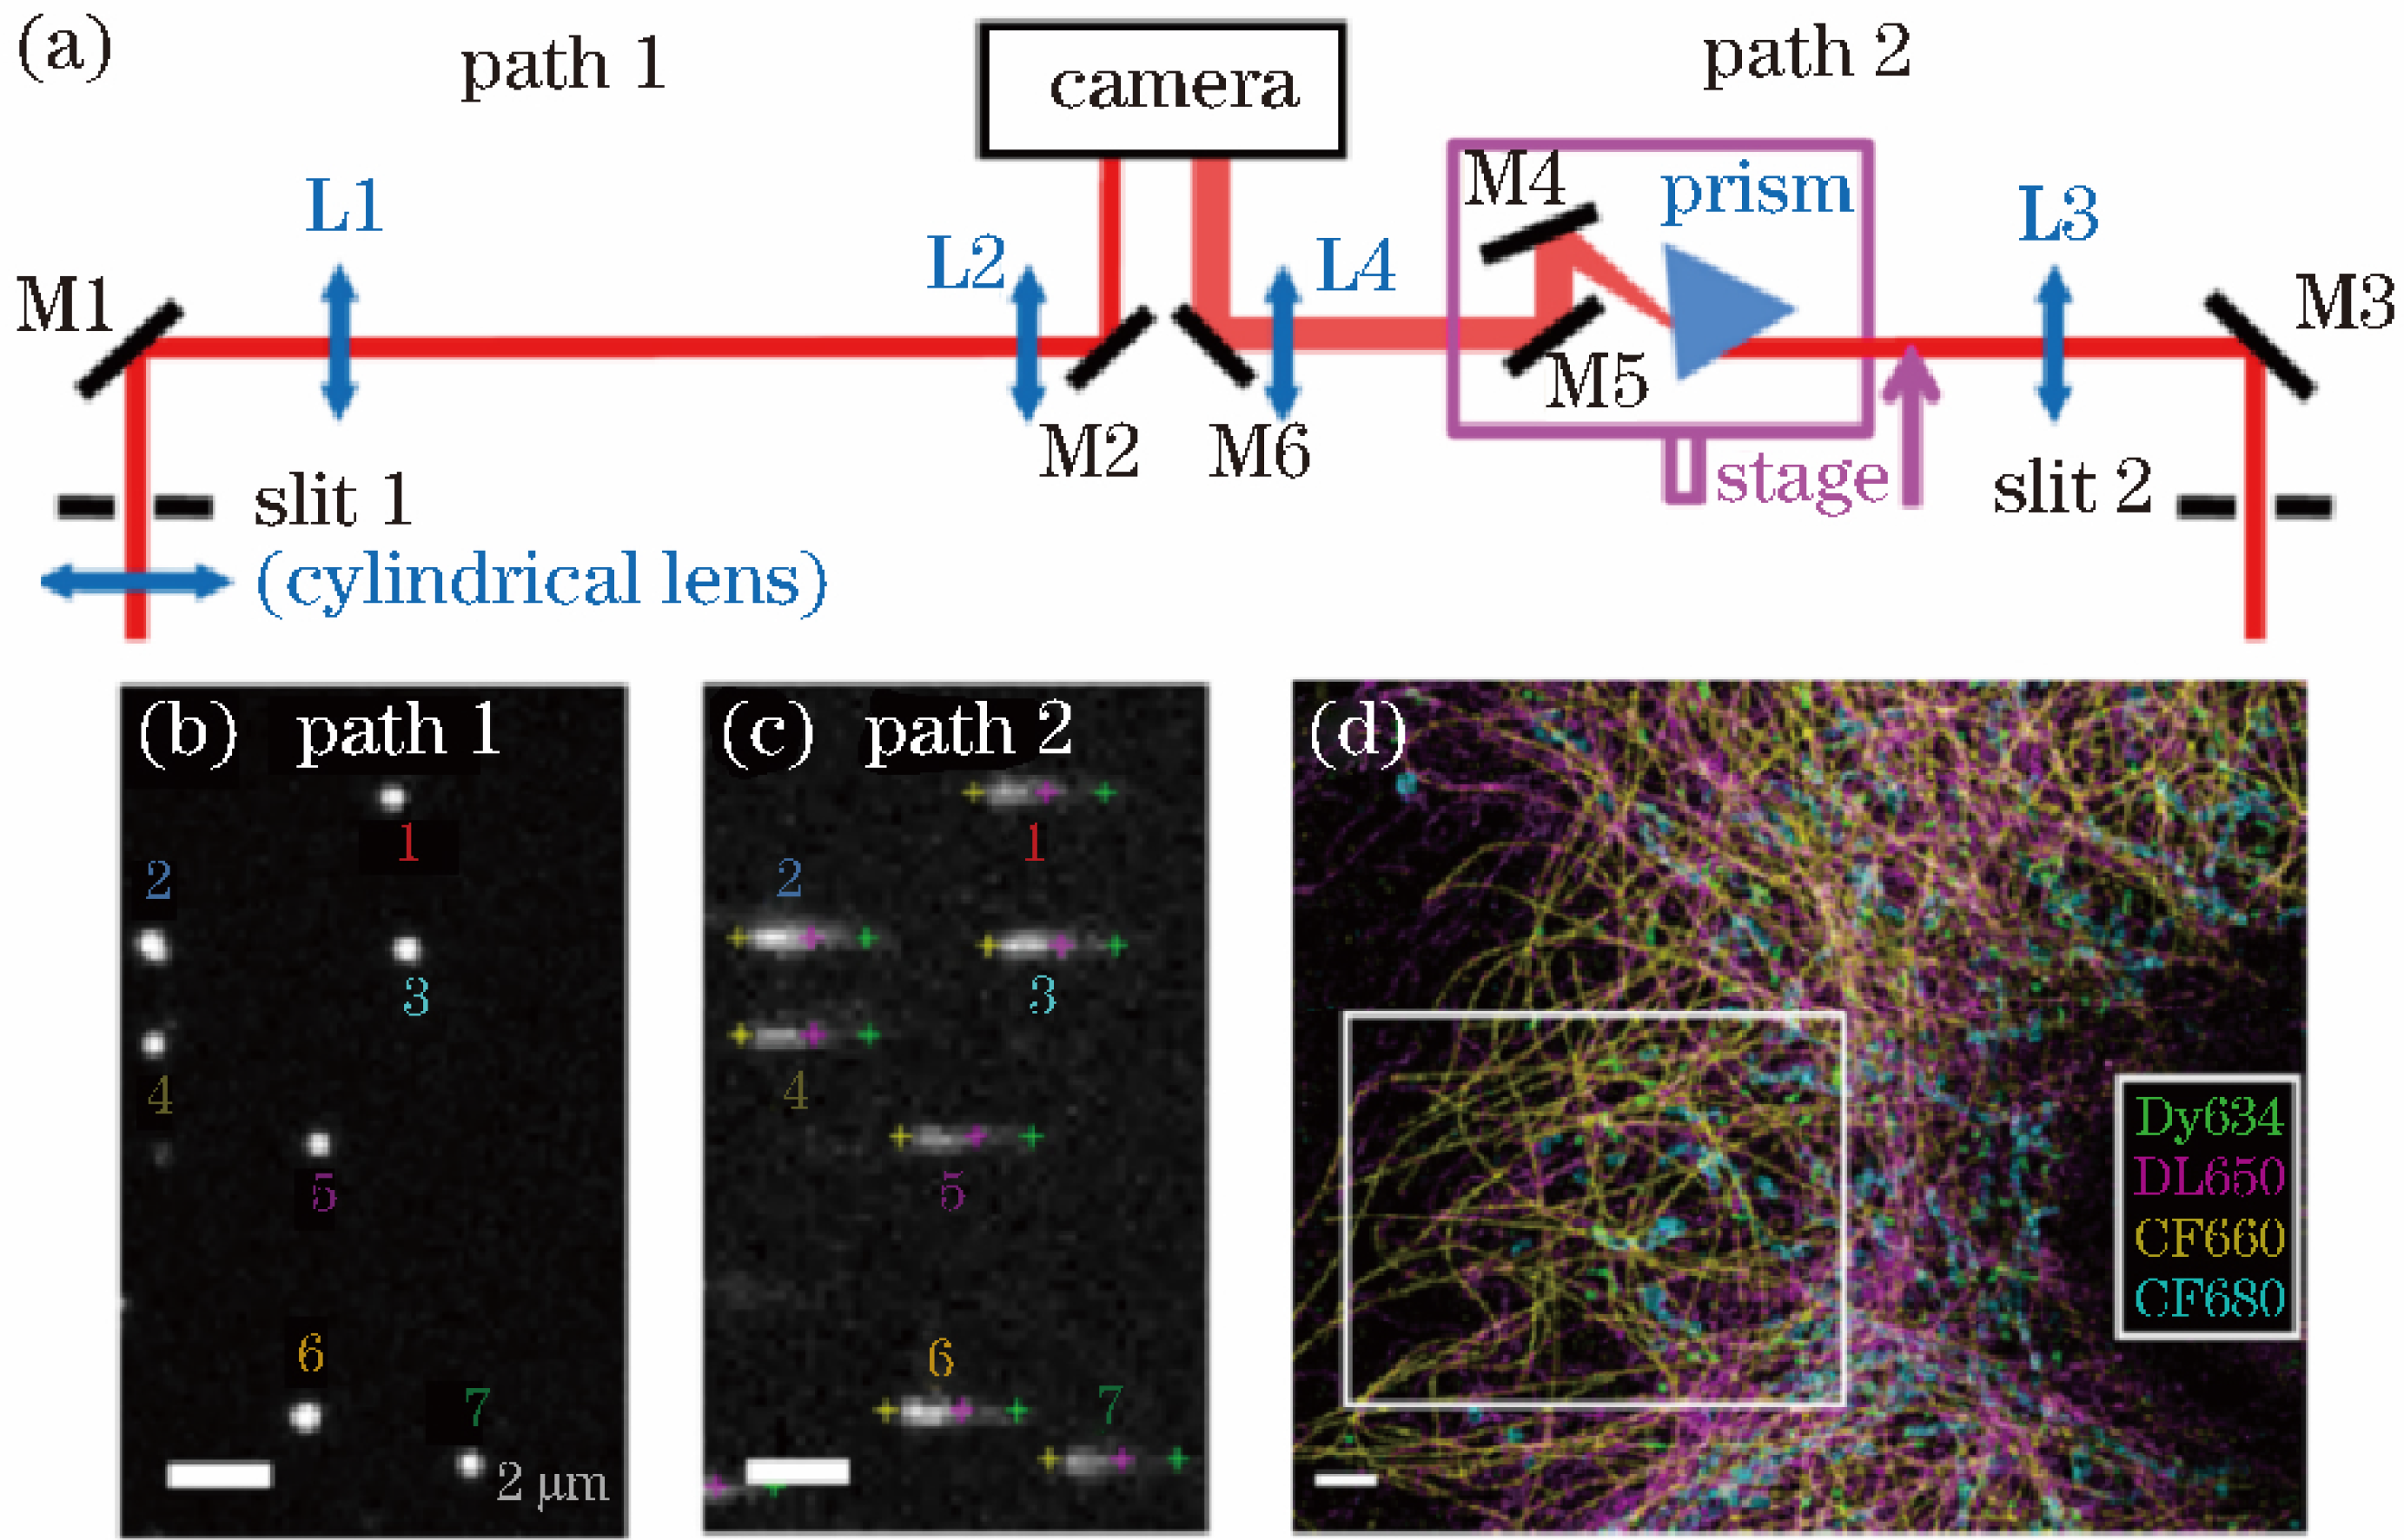 (a)
path 1
camera
path 2
M1
L1
L2
M2
M6
L4
M4
prism
M5
stage
L3
M3
slit 1
(cylindrical lens)
slit 2
(b) path 1
1
2
3
4
5
6
7
2 μm
(c) path 2
1
2
3
4
5
6
7
(d)
Dy634
DL650
CF660
CF680